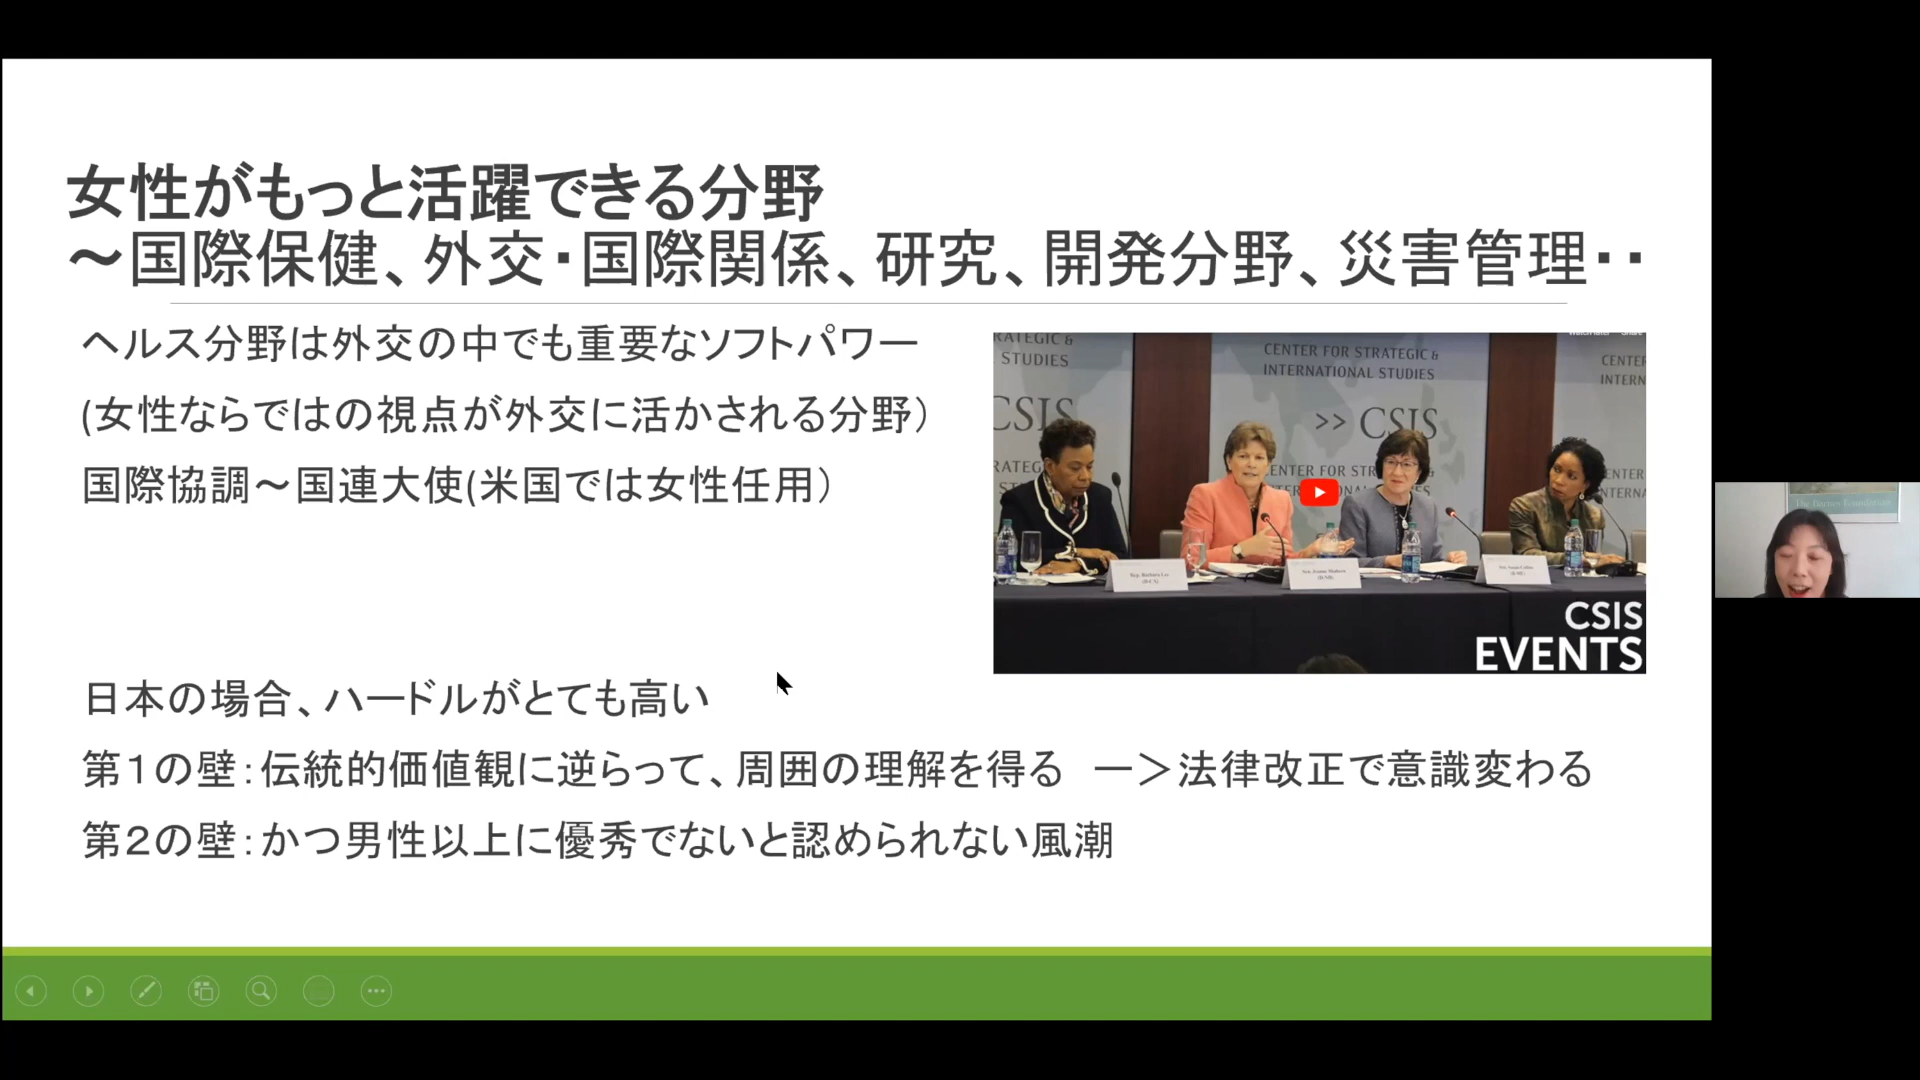 女性がもっと活躍できる分野
～国際保健、外交・国際関係、研究、開発分野、災害管理・・
ヘルス分野は外交の中でも重要なソフトパワー
(女性ならではの視点が外交に活かされる分野）
国際協調～国連大使(米国では女性任用）
RATEGIC &
STUDIES
CENTER FOR STRATEGIC &
INTERNATIONAL STUDIES
CENTE
INTERN
CSIS
>> CSIS
CSIS
EVENTS
日本の場合、ハードルがとても高い
第１の壁：伝統的価値観に逆らって、周囲の理解を得る　ー＞法律改正で意識変わる
第２の壁：かつ男性以上に優秀でないと認められない風潮